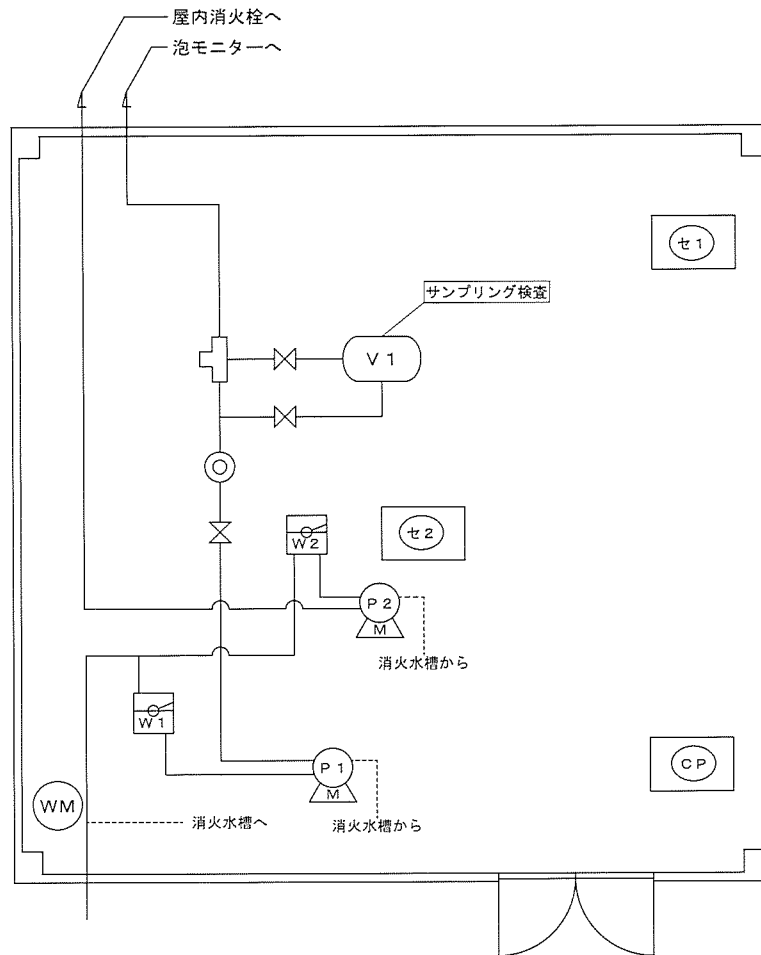 屋内消火栓へ
泡モニターへ
セ1
サンプリング検査
V1
W2
セ2
P2
M
消火水槽から
W1
P1
M
CP
WM
消火水槽へ
消火水槽から